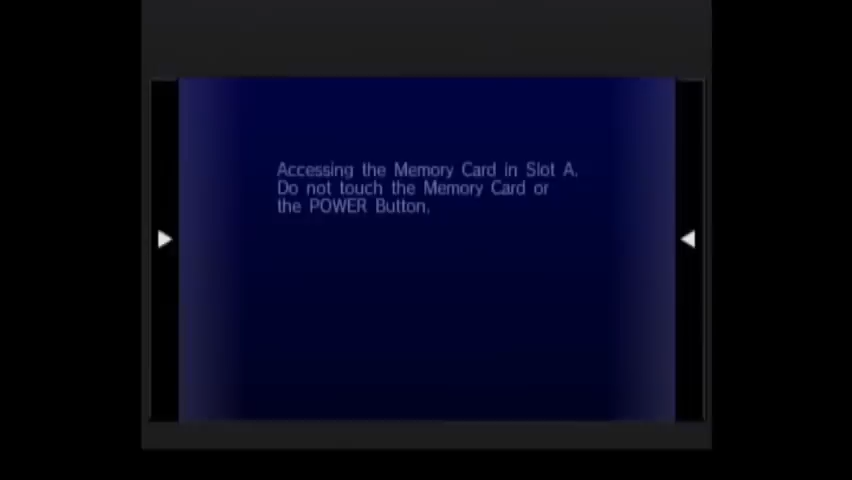 Accessing the Memory Card in Slot A.
Do not touch the Memory Card or
the POWER Button.